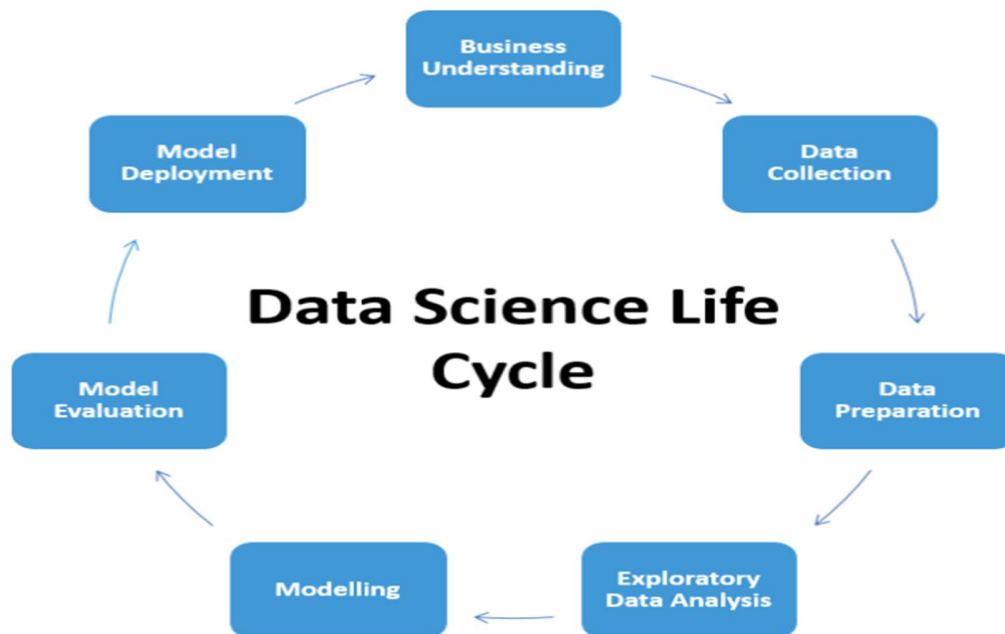 Business
Understanding
Data
Collection
Data
Preparation
Exploratory
Data Analysis
Modelling
Model
Evaluation
Model
Deployment
Data Science Life
Cycle